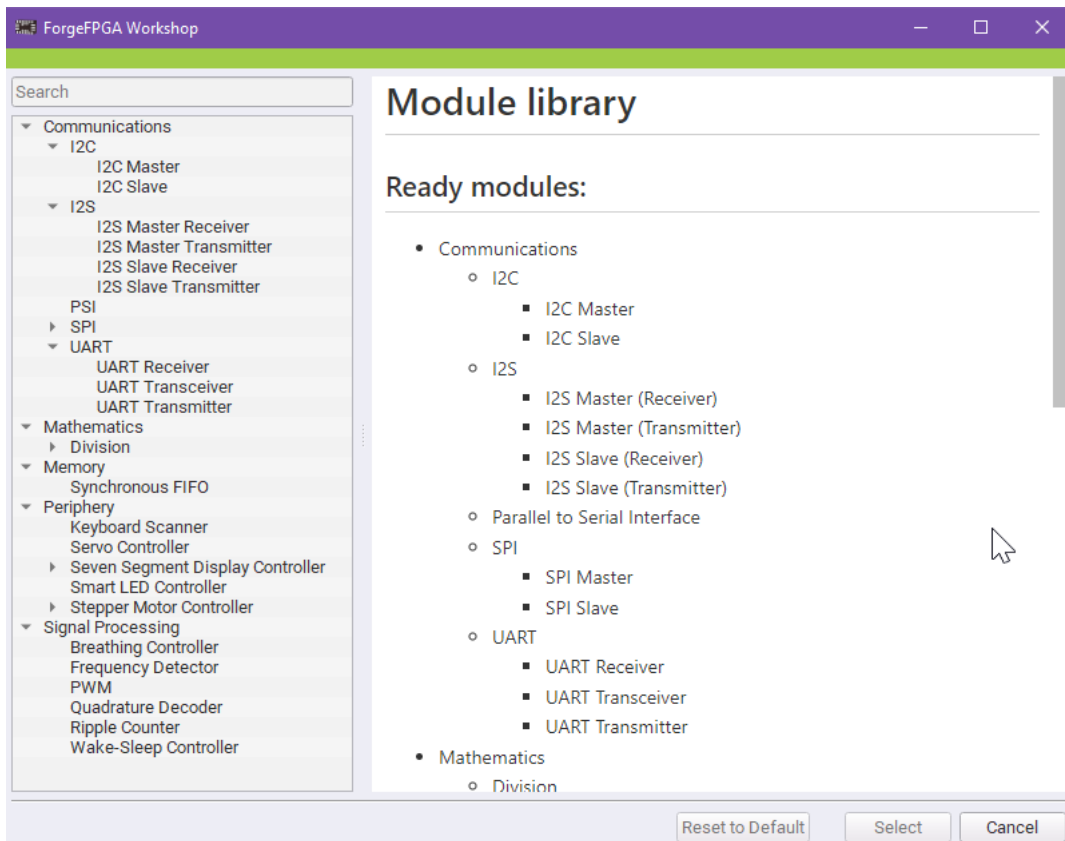 ForgeFPGA Workshop
Search
Communications
I2C
I2C Master
I2C Slave
I2S
I2S Master Receiver
I2S Master Transmitter
I2S Slave Receiver
I2S Slave Transmitter
PSI
SPI
UART
UART Receiver
UART Transceiver
UART Transmitter
Mathematics
Division
Memory
Synchronous FIFO
Periphery
Keyboard Scanner
Servo Controller
Seven Segment Display Controller
Smart LED Controller
Stepper Motor Controller
Signal Processing
Breathing Controller
Frequency Detector
PWM
Quadrature Decoder
Ripple Counter
Wake-Sleep Controller
Module library
Ready modules:
Communications
I2C
I2C Master
I2C Slave
I2S
I2S Master (Receiver)
I2S Master (Transmitter)
I2S Slave (Receiver)
I2S Slave (Transmitter)
Parallel to Serial Interface
SPI
SPI Master
SPI Slave
UART
UART Receiver
UART Transceiver
UART Transmitter
Mathematics
Division
Reset to Default
Select
Cancel